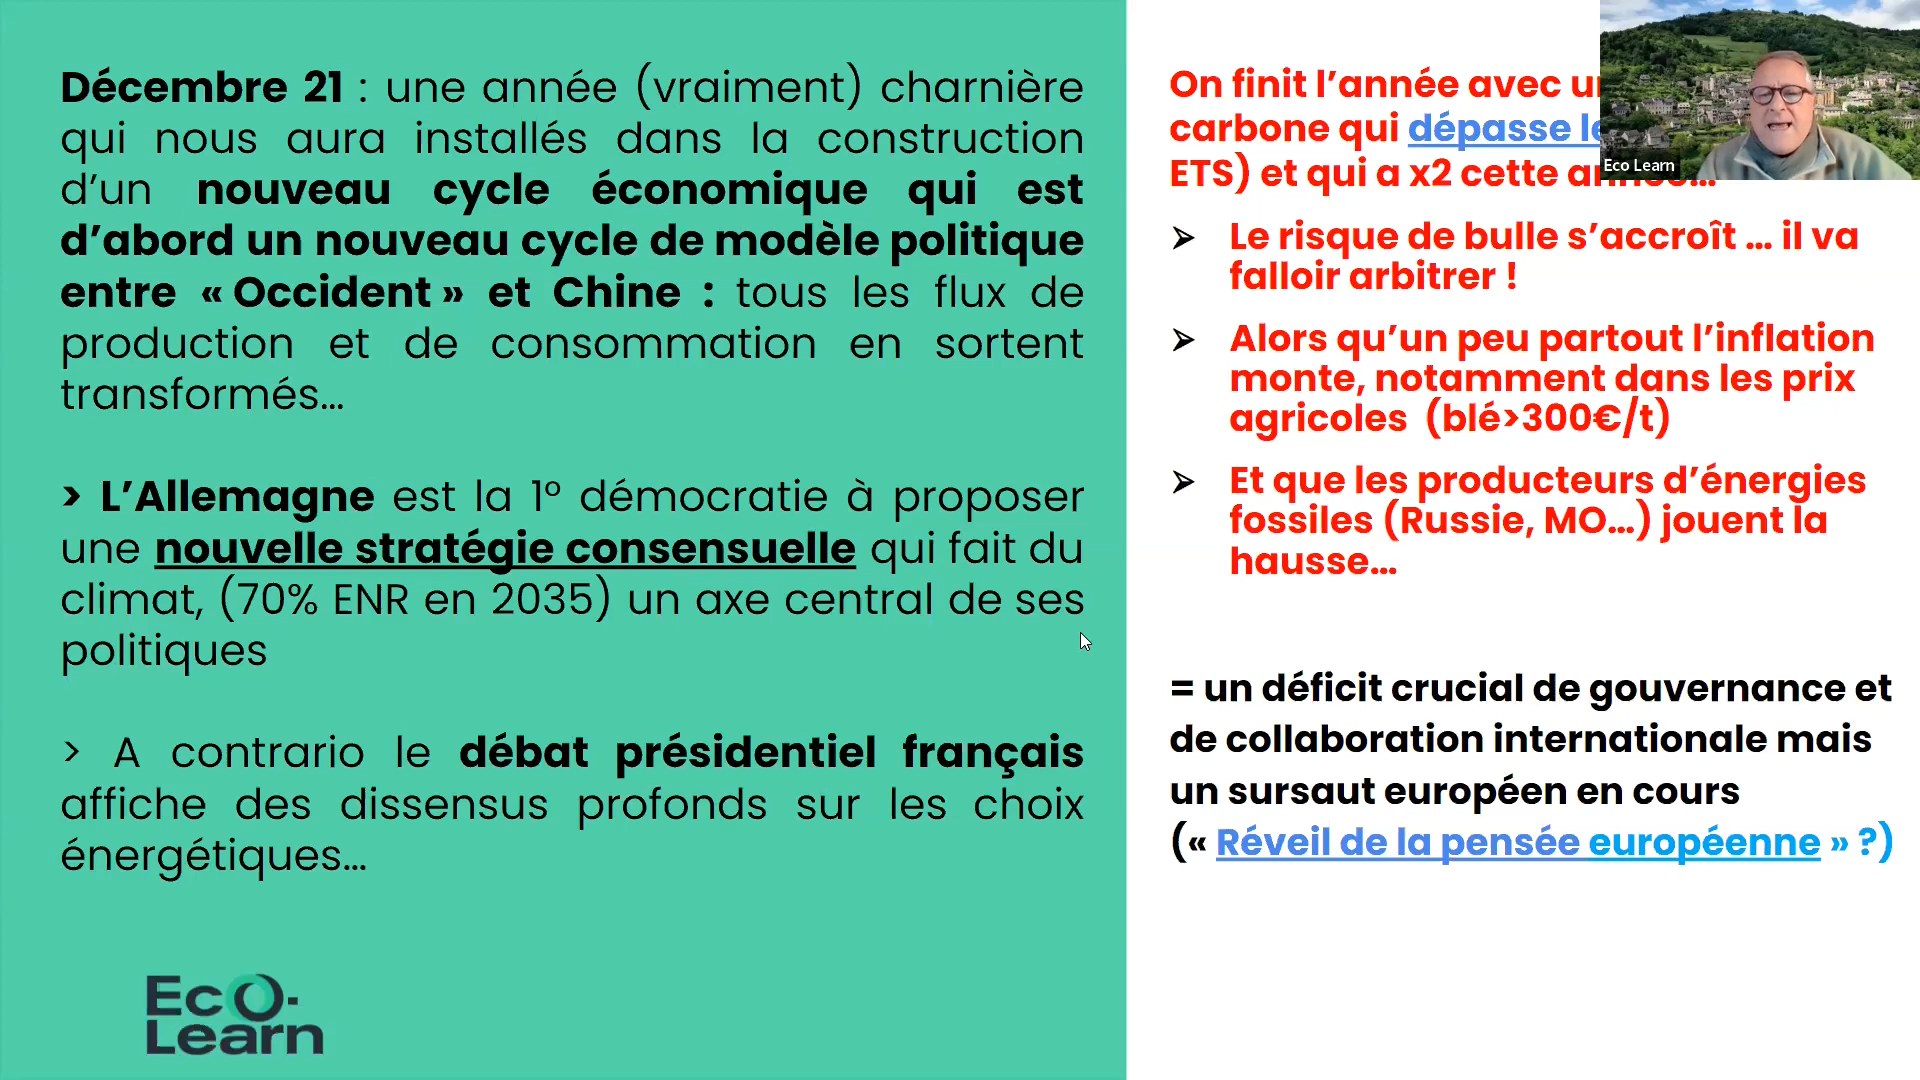 Décembre 21 : une année (vraiment) charnière
qui nous aura installés dans la construction
d’un nouveau cycle économique qui est
d’abord un nouveau cycle de modèle politique
entre « Occident » et Chine : tous les flux de
production et de consommation en sortent
transformés…
> L’Allemagne est la 1° démocratie à proposer
une nouvelle stratégie consensuelle qui fait du
climat, (70% ENR en 2035) un axe central de ses
politiques
> A contrario le débat présidentiel français
affiche des dissensus profonds sur les choix
énergétiques…
Eco-
Learn
On finit l’année avec
carbone qui dépasse
ETS) et qui a x2 cette
➢ Le risque de bulle s’accroît … il va
falloir arbitrer !
➢ Alors qu’un peu partout l’inflation
monte, notamment dans les prix
agricoles (blé>300€/t)
➢ Et que les producteurs d’énergies
fossiles (Russie, MO…) jouent la
hausse…
= un déficit crucial de gouvernance et
de collaboration internationale mais
un sursaut européen en cours
(« Réveil de la pensée européenne » ?)
Eco Learn